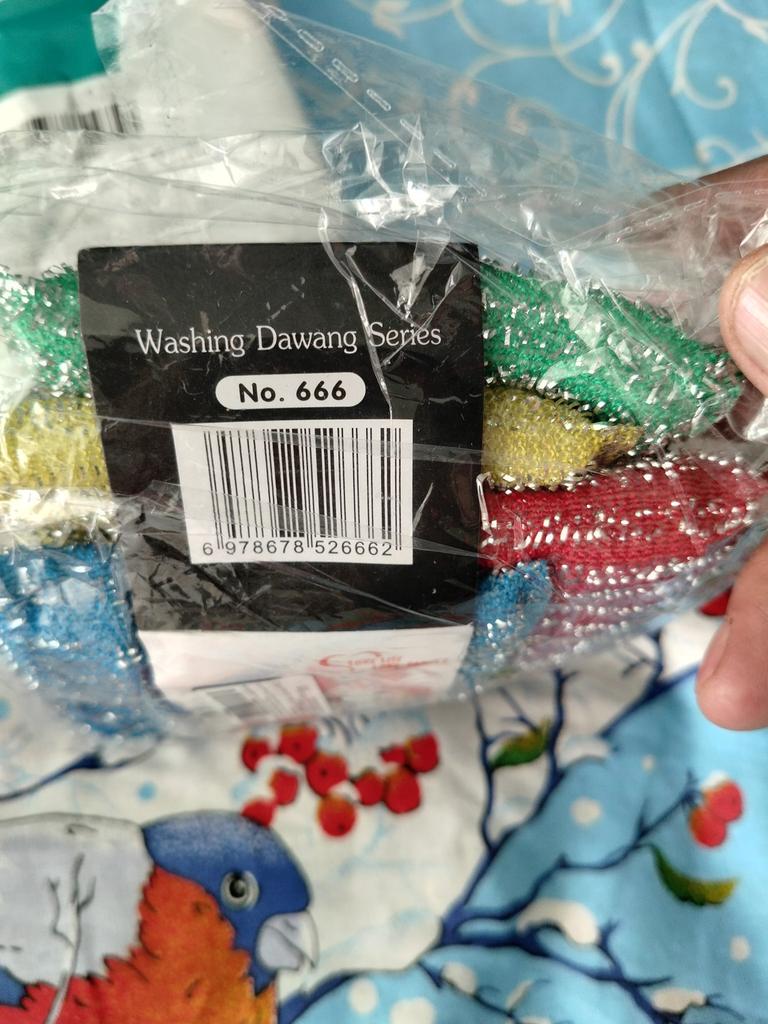 Washing Dawang Series
No. 666
6 978678 526662